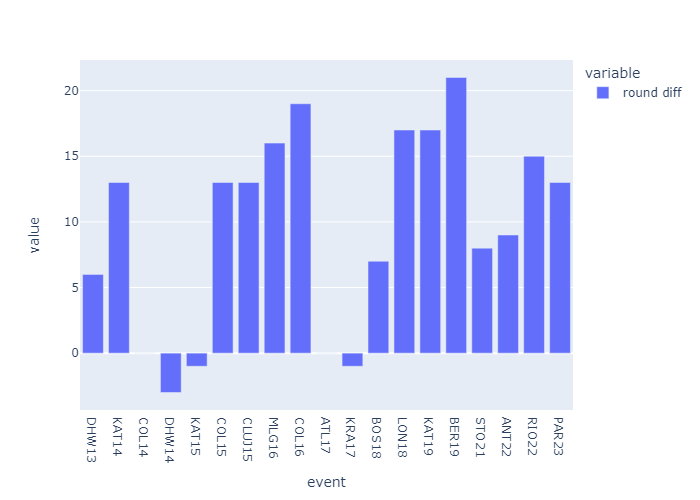 variable
round diff
20
15
10
5
0
value
DHW13
KAT14
COL14
DHW14
KAT15
COL15
CLUJ15
MLG16
COL16
ATL17
KRA17
BOS18
LON18
KAT19
BER19
STO21
ANT22
RIO22
PAR23
event